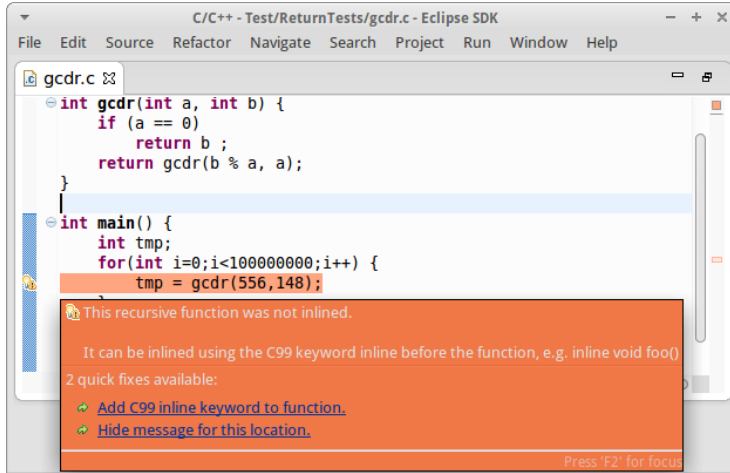 C/C++ - Test/ReturnTests/gcdr.c - Eclipse SDK
File Edit Source Refactor Navigate Search Project Run Window Help
gcdr.c
int gcdr(int a, int b) {
if (a == 0)
return b ;
return gcdr(b % a, a);
}
int main() {
int tmp;
for(int i=0;i<100000000;i++) {
tmp = gcdr(556,148);
This recursive function was not inlined.
It can be inlined using the C99 keyword inline before the function, e.g. inline void foo()
2 quick fixes available:
Add C99 inline keyword to function.
Hide message for this location.
Press 'F2' for focus